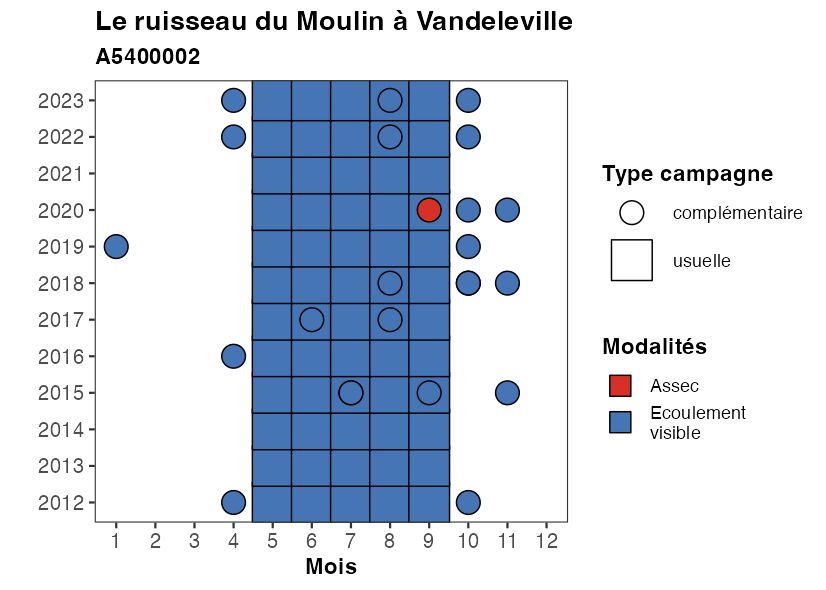 Le ruisseau du Moulin à Vandeleville
A5400002
2023
2022
2021
2020
2019
2018
2017
2016
2015
2014
2013
2012
1 2 3 4 5 6 7 8 9 10 11 12
Mois
Type campagne
complémentaire
usuelle
Modalités
Assec
Ecoulement
visible